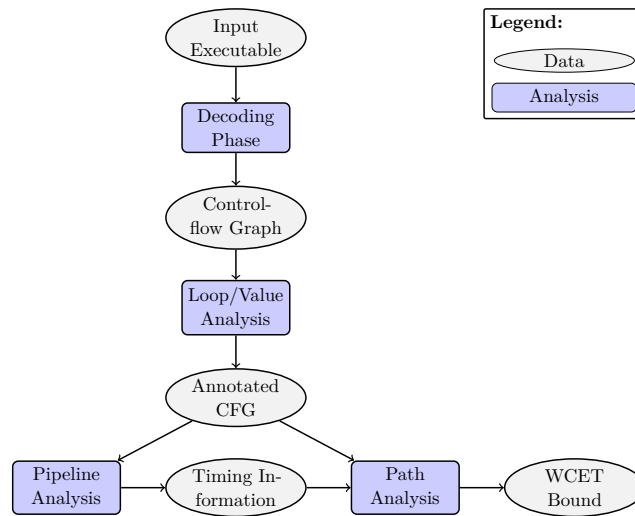 Input
Executable
Legend:
Data
Analysis
Decoding
Phase
Control-
flow Graph
Loop/Value
Analysis
Annotated
CFG
Pipeline
Analysis
Timing In-
formation
Path
Analysis
WCET
Bound